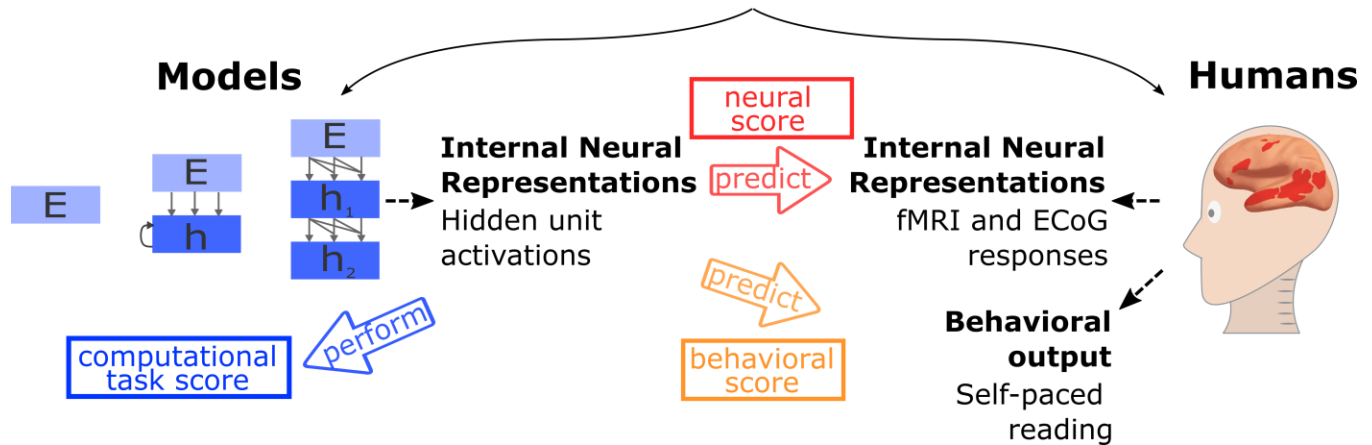 Models
Humans
E
E
h
E
h₁
h₂
Internal Neural
Representations
Hidden unit
activations
neural
score
predict
Internal Neural
Representations
fMRI and ECoG
responses
perform
computational
task score
predict
behavioral
score
Behavioral
output
Self-paced
reading